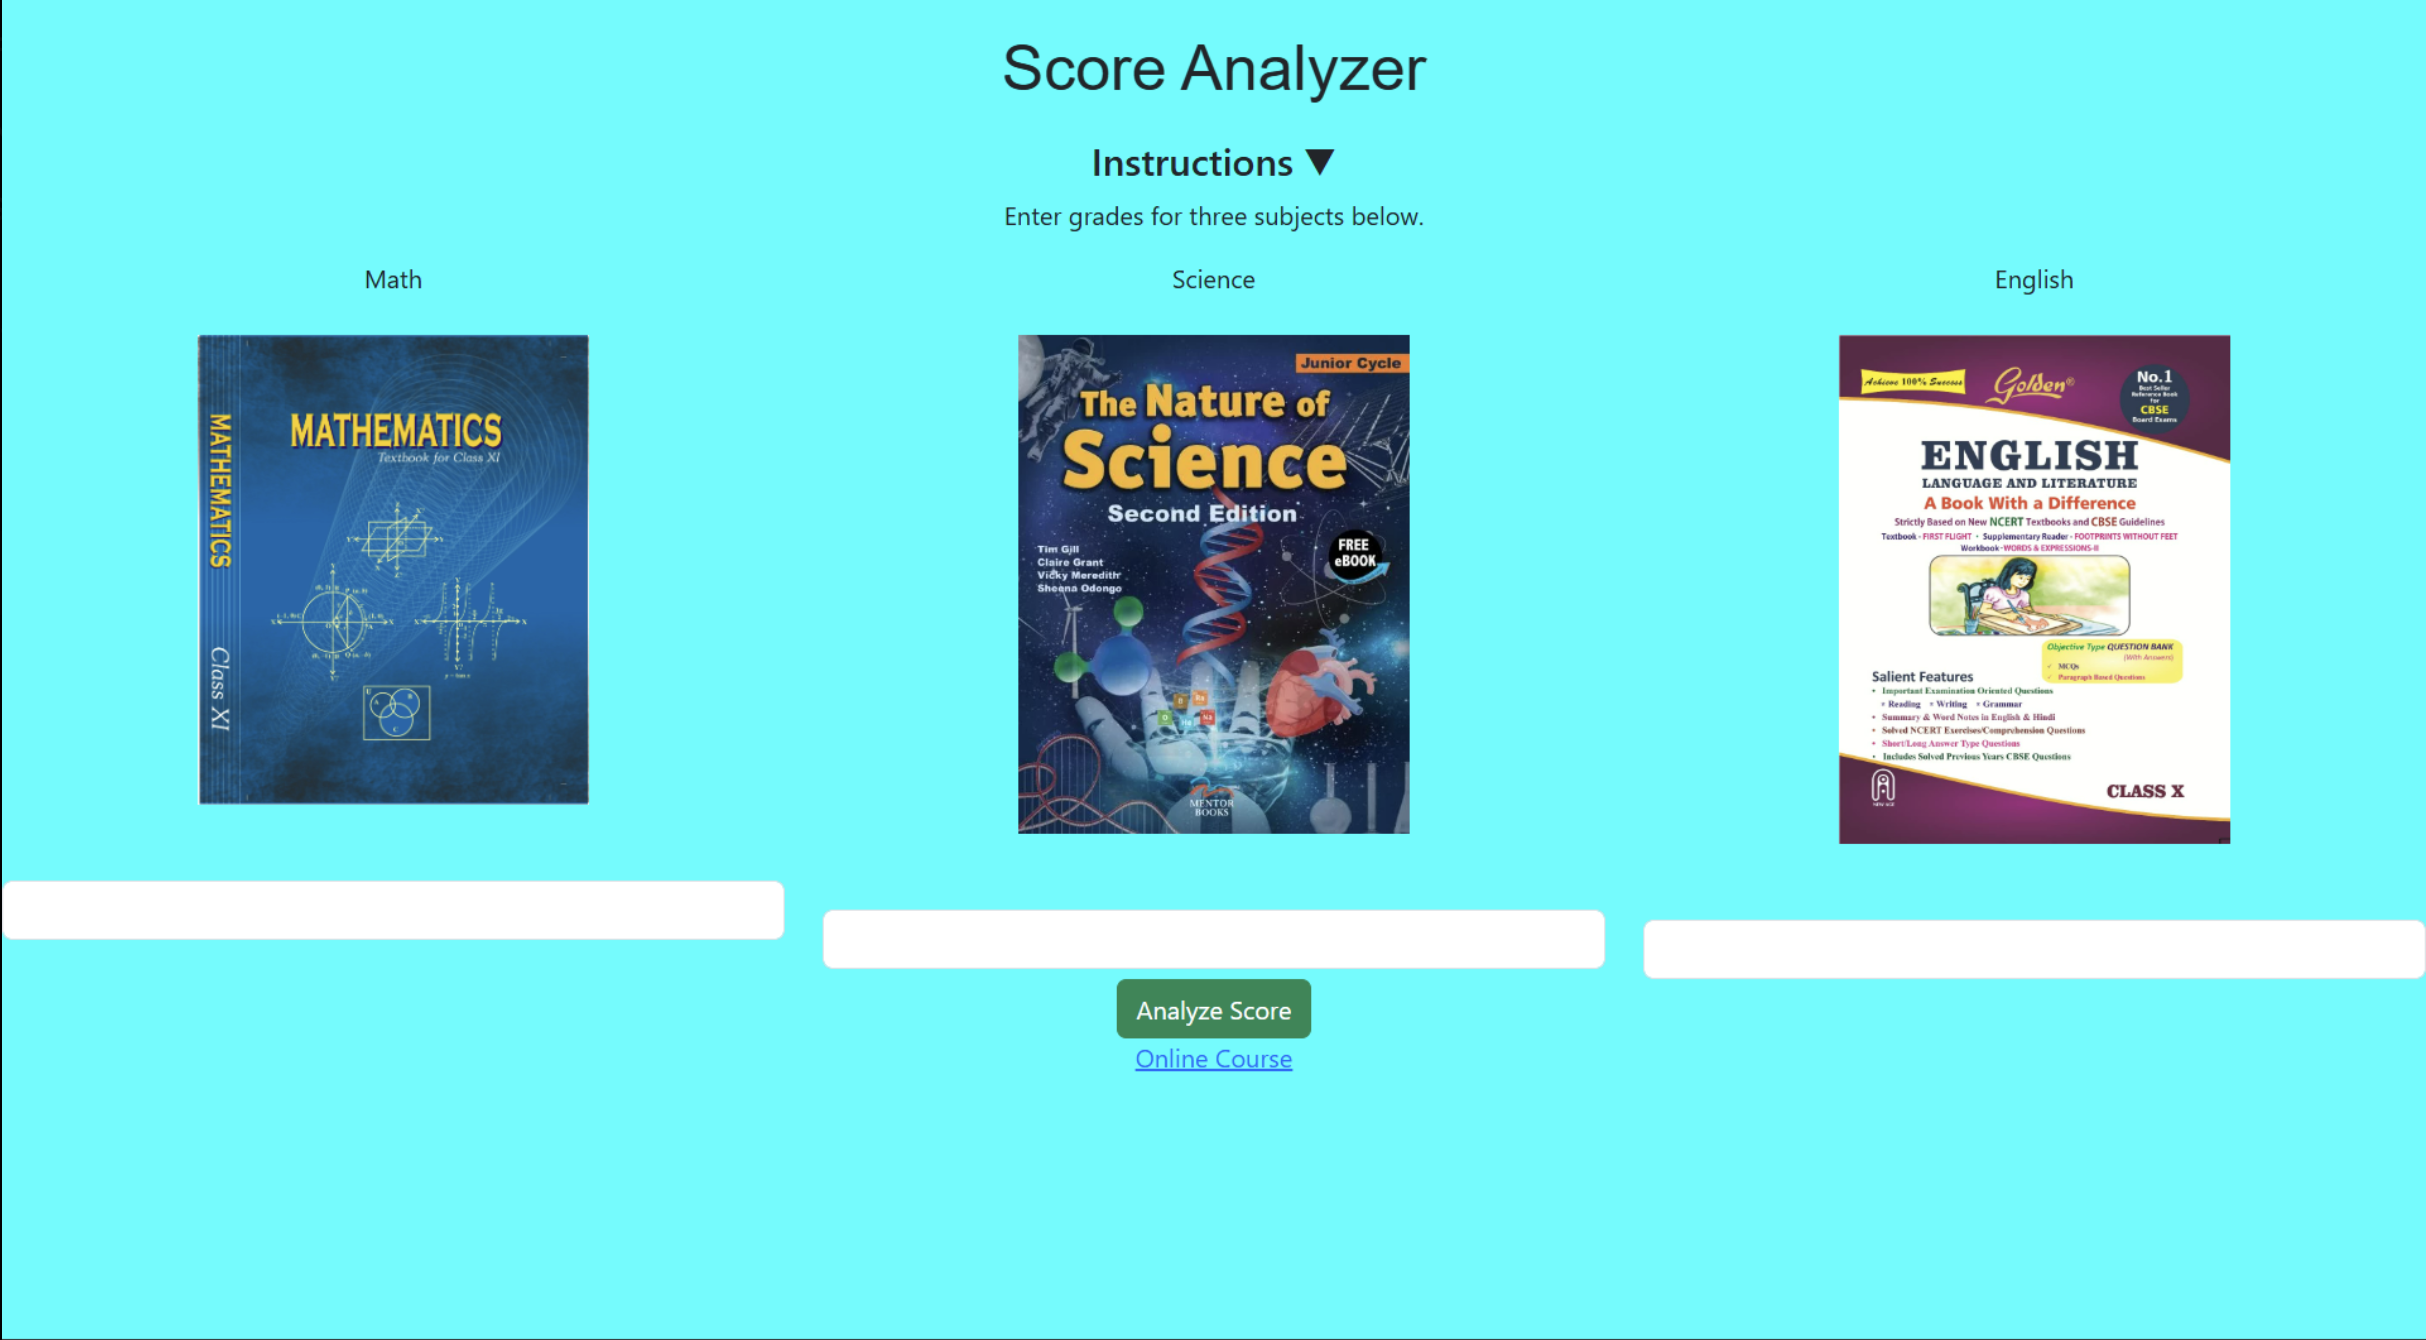 Score Analyzer
Instructions ▼
Enter grades for three subjects below.
Math
MATHEMATICS
Class XI
MATHEMATICS
Textbook for Class XI
Science
Junior Cycle
The Nature of
Science
Second Edition
Tim Gill
Claire Grant
Vicky Meredith
Sheena Odongo
FREE
eBOOK
MENTOR
BOOKS
English
Achieve 100% Success
Golden®
No.1
Best Seller
Reference Book
for
CBSE
Board Exams
ENGLISH
LANGUAGE AND LITERATURE
A Book With a Difference
Strictly Based on New NCERT Textbooks and CBSE Guidelines
Textbook - FIRST FLIGHT • Supplementary Reader - FOOTPRINTS WITHOUT FEET
Workbook - WORDS & EXPRESSIONS-II
Objective Type QUESTION BANK
(With Answers)
✓ MCQs
✓ Paragraph Based Questions
Salient Features
• Important Examination Oriented Questions
• Reading • Writing • Grammar
• Summary & Word Notes in English & Hindi
• Solved NCERT Exercises/Comprehension Questions
• Short/Long Answer Type Questions
• Includes Solved Previous Years CBSE Questions
NEW AGE
CLASS X
Analyze Score
Online Course